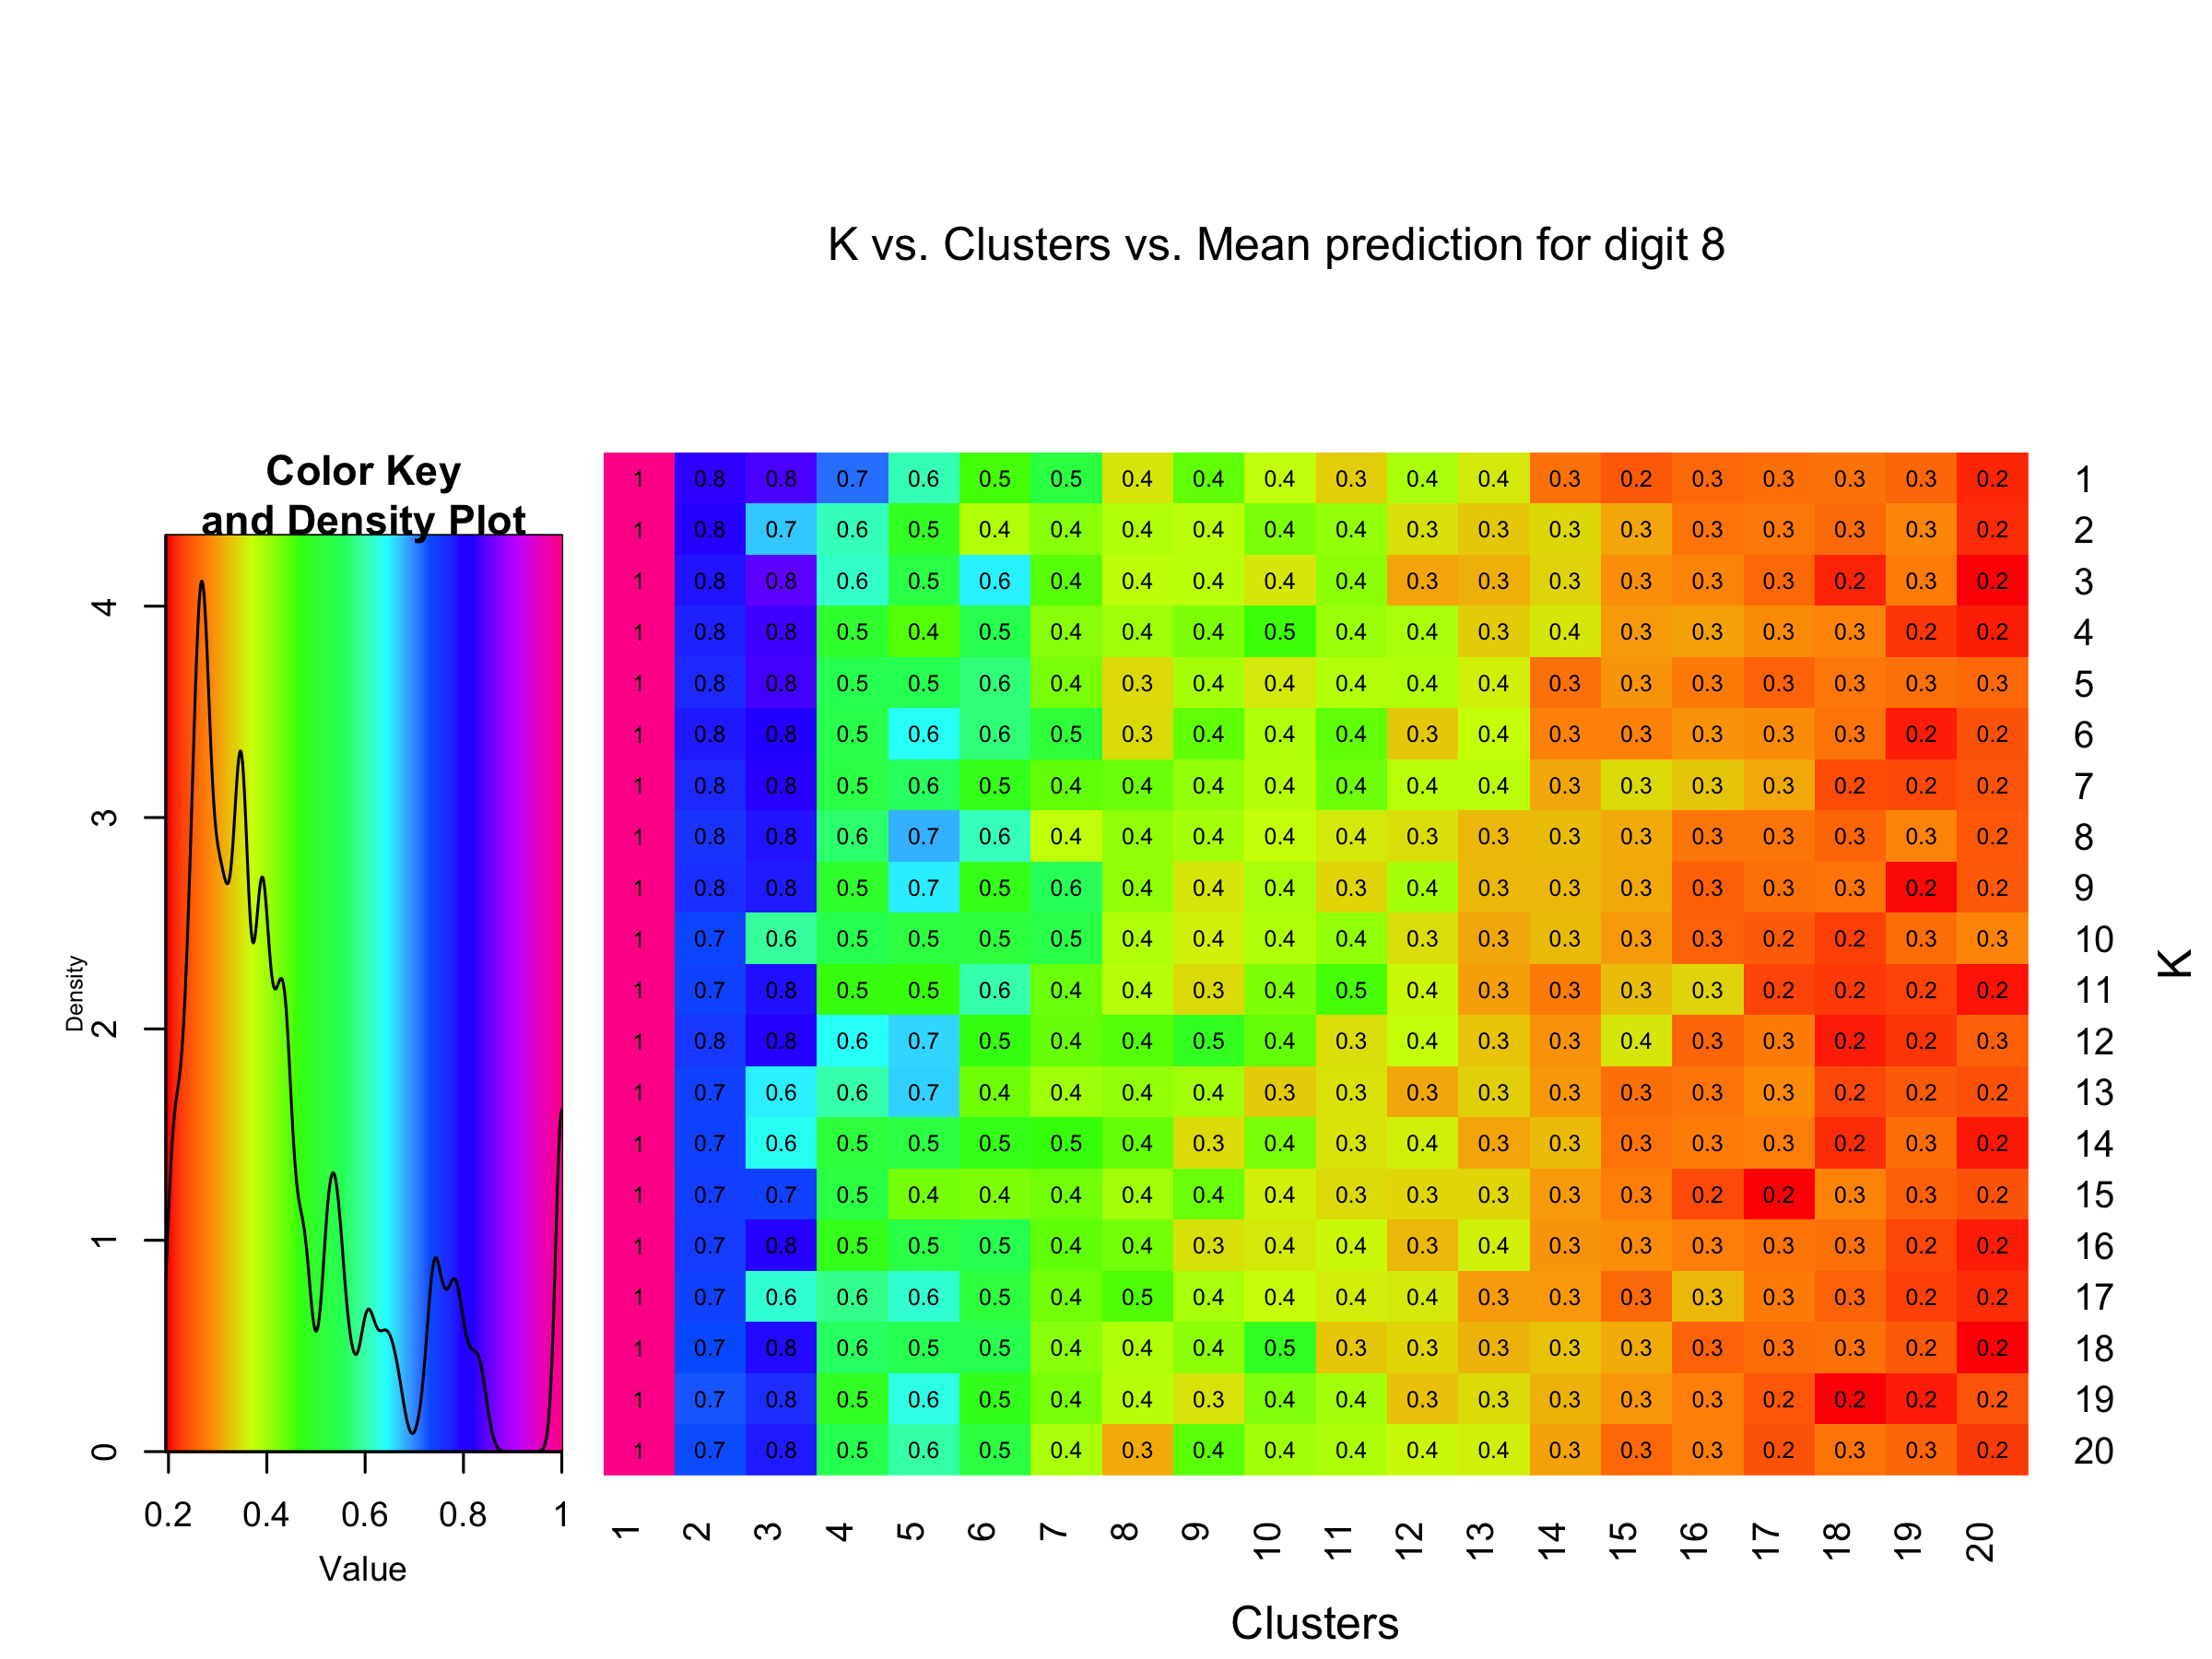 K vs. Clusters vs. Mean prediction for digit 8
Color Key
and Density Plot
1 0.8 0.8 0.7 0.6 0.5 0.5 0.4 0.4 0.4 0.3 0.4 0.4 0.3 0.2 0.3 0.3 0.3 0.3 0.2 1
1 0.8 0.7 0.6 0.5 0.4 0.4 0.4 0.4 0.4 0.4 0.3 0.3 0.3 0.3 0.3 0.3 0.3 0.3 0.2 2
1 0.8 0.8 0.6 0.5 0.6 0.4 0.4 0.4 0.4 0.4 0.3 0.3 0.3 0.3 0.3 0.3 0.2 0.3 0.2 3
1 0.8 0.8 0.5 0.4 0.5 0.4 0.4 0.4 0.5 0.4 0.4 0.3 0.4 0.3 0.3 0.3 0.3 0.2 0.2 4
1 0.8 0.8 0.5 0.5 0.6 0.4 0.3 0.4 0.4 0.4 0.4 0.4 0.3 0.3 0.3 0.3 0.3 0.3 0.3 5
1 0.8 0.8 0.5 0.6 0.6 0.5 0.3 0.4 0.4 0.4 0.3 0.4 0.3 0.3 0.3 0.3 0.3 0.2 0.2 6
1 0.8 0.8 0.5 0.6 0.5 0.4 0.4 0.4 0.4 0.4 0.4 0.4 0.3 0.3 0.3 0.3 0.2 0.2 0.2 7
1 0.8 0.8 0.6 0.7 0.6 0.4 0.4 0.4 0.4 0.4 0.3 0.3 0.3 0.3 0.3 0.3 0.3 0.3 0.2 8
1 0.8 0.8 0.5 0.7 0.5 0.6 0.4 0.4 0.4 0.3 0.4 0.3 0.3 0.3 0.3 0.3 0.3 0.2 0.2 9
1 0.7 0.6 0.5 0.5 0.5 0.5 0.4 0.4 0.4 0.4 0.3 0.3 0.3 0.3 0.3 0.2 0.2 0.3 0.3 10
1 0.7 0.8 0.5 0.5 0.6 0.4 0.4 0.3 0.4 0.5 0.4 0.3 0.3 0.3 0.3 0.2 0.2 0.2 0.2 11
1 0.8 0.8 0.6 0.7 0.5 0.4 0.4 0.5 0.4 0.3 0.4 0.3 0.3 0.4 0.3 0.3 0.2 0.2 0.3 12
1 0.7 0.6 0.6 0.7 0.4 0.4 0.4 0.4 0.3 0.3 0.3 0.3 0.3 0.3 0.3 0.3 0.2 0.2 0.2 13
1 0.7 0.6 0.5 0.5 0.5 0.5 0.4 0.3 0.4 0.3 0.4 0.3 0.3 0.3 0.3 0.3 0.2 0.3 0.2 14
1 0.7 0.7 0.5 0.4 0.4 0.4 0.4 0.4 0.4 0.3 0.3 0.3 0.3 0.3 0.2 0.2 0.3 0.3 0.2 15
1 0.7 0.8 0.5 0.5 0.5 0.4 0.4 0.3 0.4 0.4 0.3 0.4 0.3 0.3 0.3 0.3 0.3 0.2 0.2 16
1 0.7 0.6 0.6 0.6 0.5 0.4 0.5 0.4 0.4 0.4 0.4 0.3 0.3 0.3 0.3 0.3 0.3 0.2 0.2 17
1 0.7 0.8 0.6 0.5 0.5 0.4 0.4 0.4 0.5 0.3 0.3 0.3 0.3 0.3 0.3 0.3 0.3 0.2 0.2 18
1 0.7 0.8 0.5 0.6 0.5 0.4 0.4 0.3 0.4 0.4 0.3 0.3 0.3 0.3 0.3 0.2 0.2 0.2 0.2 19
1 0.7 0.8 0.5 0.6 0.5 0.4 0.3 0.4 0.4 0.4 0.4 0.4 0.3 0.3 0.3 0.2 0.3 0.3 0.2 20
K
4
3
2
1
0
Density
0.2 0.4 0.6 0.8 1
Value
1 2 3 4 5 6 7 8 9 10 11 12 13 14 15 16 17 18 19 20
Clusters